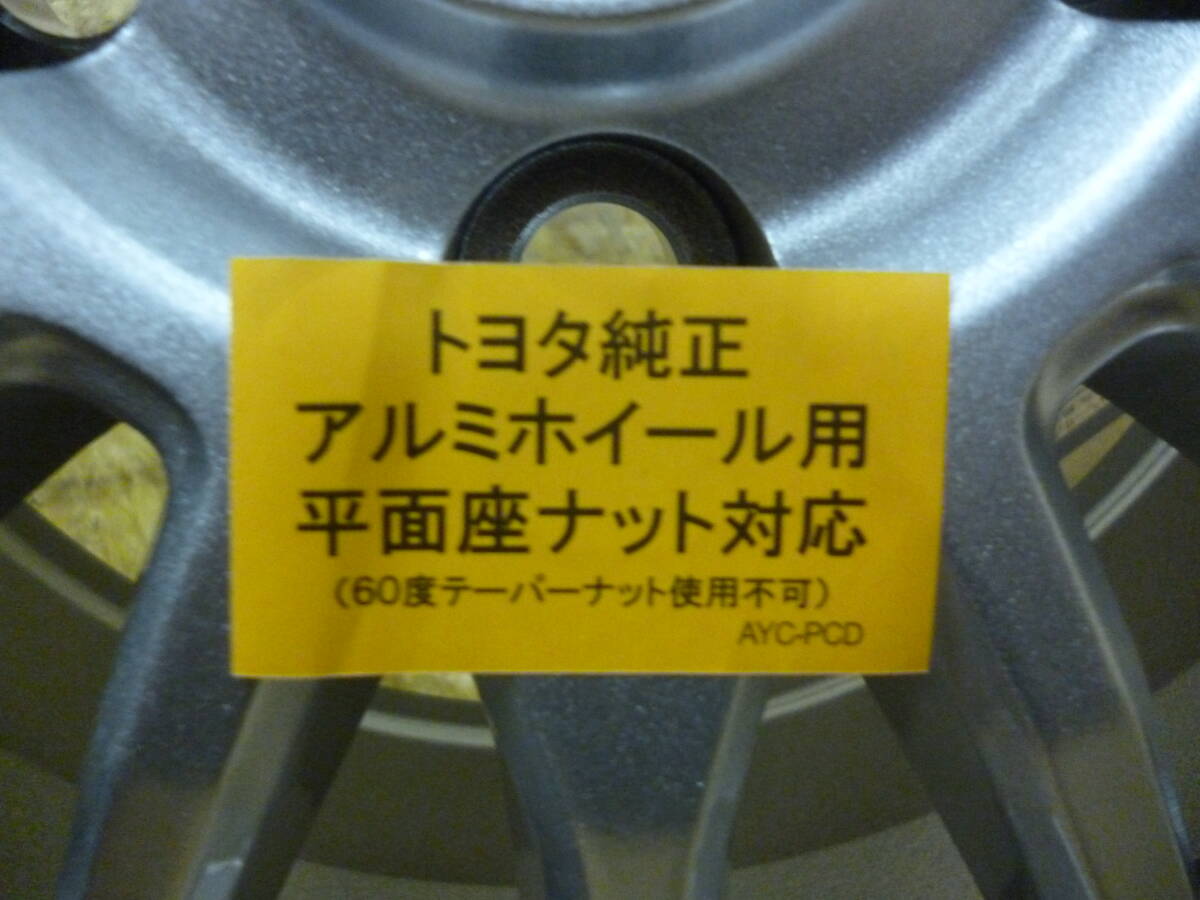 トヨタ純正
アルミホイール用
平面座ナット対応
(60度テーパーナット使用不可)
AYC-PCD